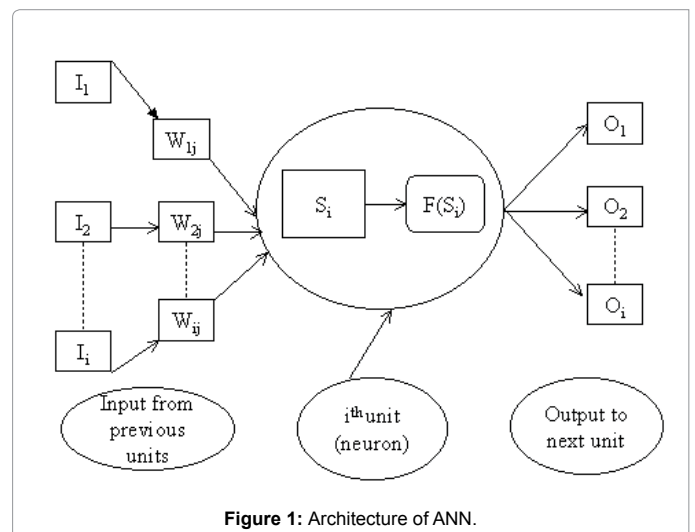 I₁
W₁ⱼ
O₁
Sᵢ
F(Sᵢ)
I₂
W₂ⱼ
O₂
Wᵢⱼ
Oᵢ
Iᵢ
Input from
previous
units
iᵗʰ unit
(neuron)
Output to
next unit
Figure 1: Architecture of ANN.